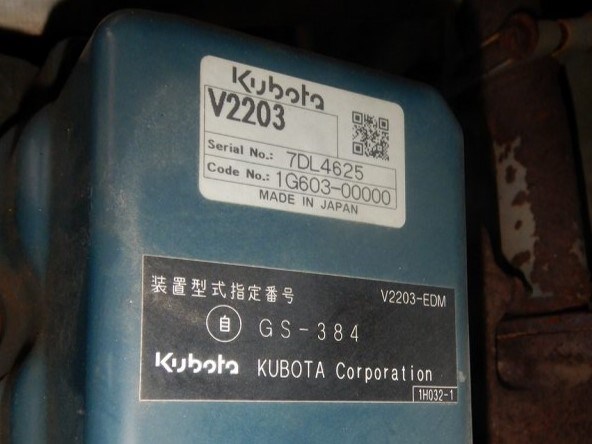 Kubota
V2203
Serial No.: 7DL4625
Code No.: 1G603-00000
MADE IN JAPAN
装置型式指定番号 V2203-EDM
自 GS-384
Kubota KUBOTA Corporation
1H032-1